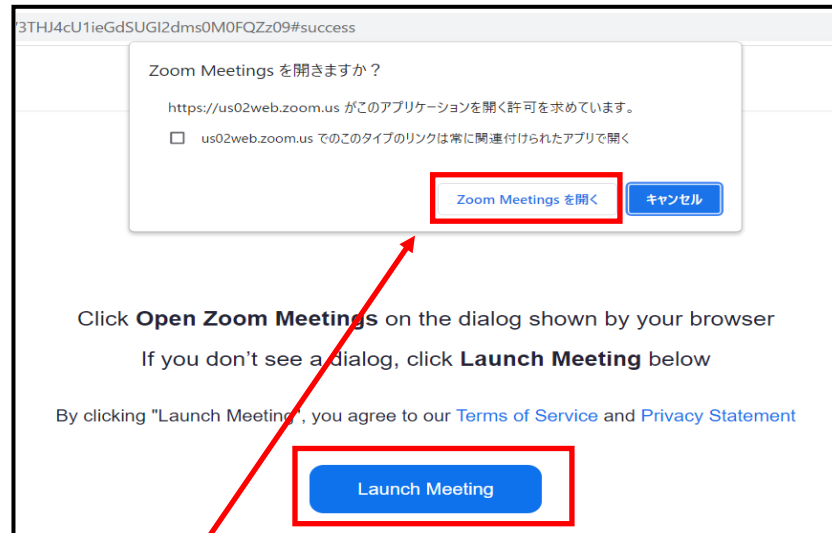 /3THJ4cU1ieGdSUGl2dms0M0FQZz09#success
Zoom Meetings を開きますか？
https://us02web.zoom.us がこのアプリケーションを開く許可を求めています。
us02web.zoom.us でのこのタイプのリンクは常に関連付けられたアプリで開く
Zoom Meetings を開く キャンセル
Click Open Zoom Meetings on the dialog shown by your browser
If you don't see a dialog, click Launch Meeting below
By clicking "Launch Meeting", you agree to our Terms of Service and Privacy Statement
Launch Meeting